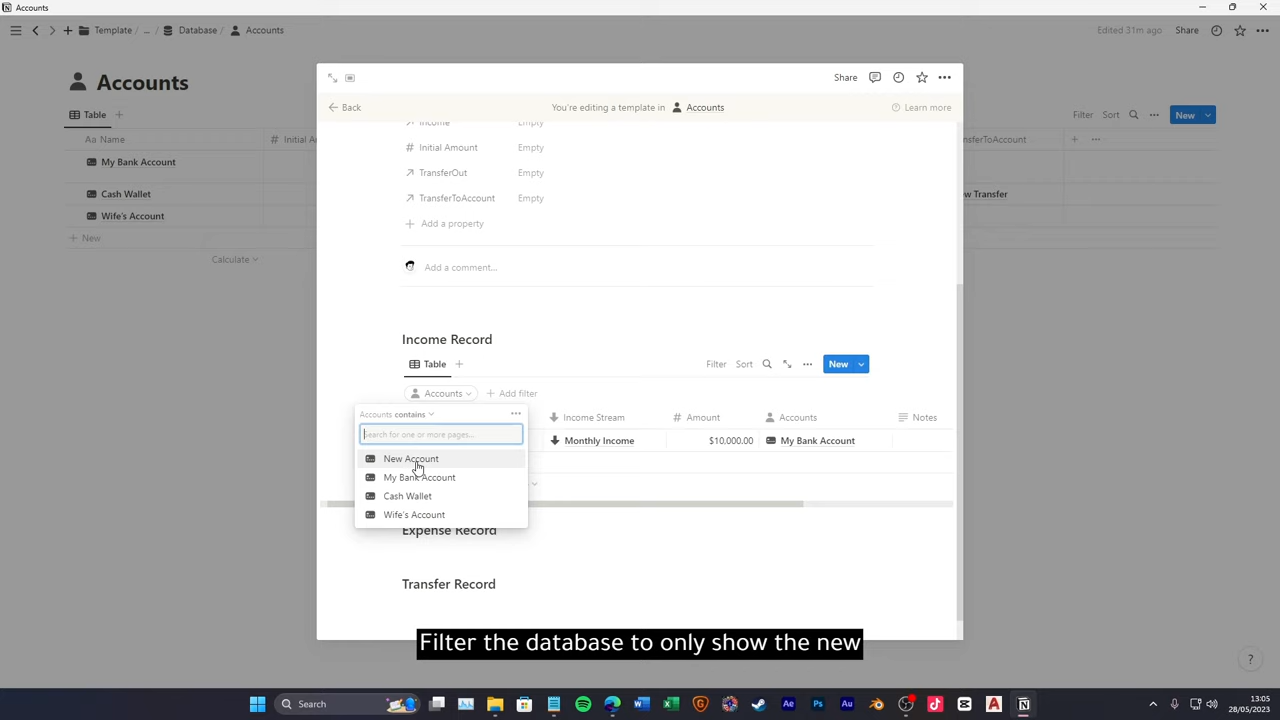 Accounts
Template / ... / Database / Accounts
Edited 31m ago Share
Accounts
Table
Filter Sort New
Aa Name # Initial A
nsferToAccount
My Bank Account
Cash Wallet
w Transfer
Wife's Account
+ New
Calculate
Share
Back
You're editing a template in Accounts
Learn more
Income Empty
# Initial Amount Empty
TransferOut Empty
TransferToAccount Empty
+ Add a property
Add a comment...
Income Record
Table
Filter Sort New
Accounts + Add filter
Accounts contains
Search for one or more pages...
New Account
My Bank Account
Cash Wallet
Wife's Account
Income Stream # Amount Accounts Notes
Monthly Income $10,000.00 My Bank Account
Expense Record
Transfer Record
Filter the database to only show the new
?
Search
13:05
28/05/2023